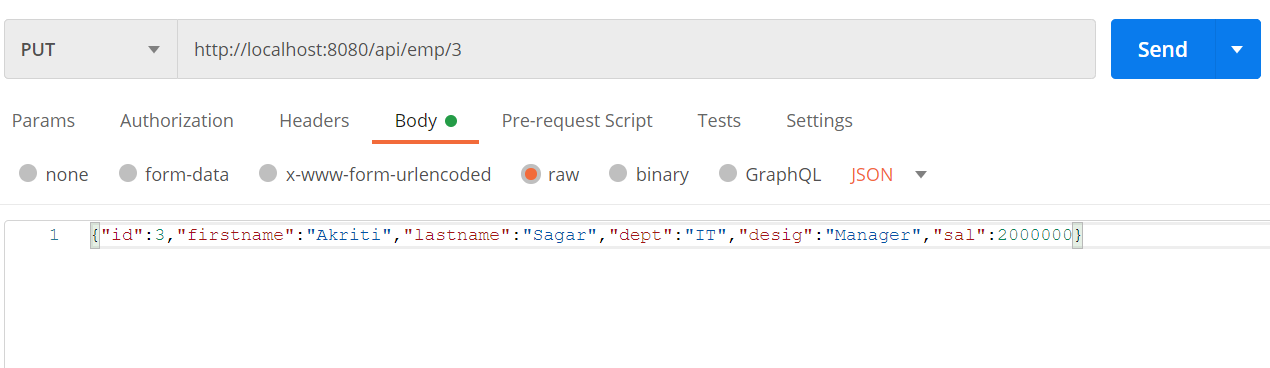 PUT http://localhost:8080/api/emp/3 Send
Params Authorization Headers Body Pre-request Script Tests Settings
none form-data x-www-form-urlencoded raw binary GraphQL JSON
1 {"id":3,"firstname":"Akriti","lastname":"Sagar","dept":"IT","desig":"Manager","sal":2000000}